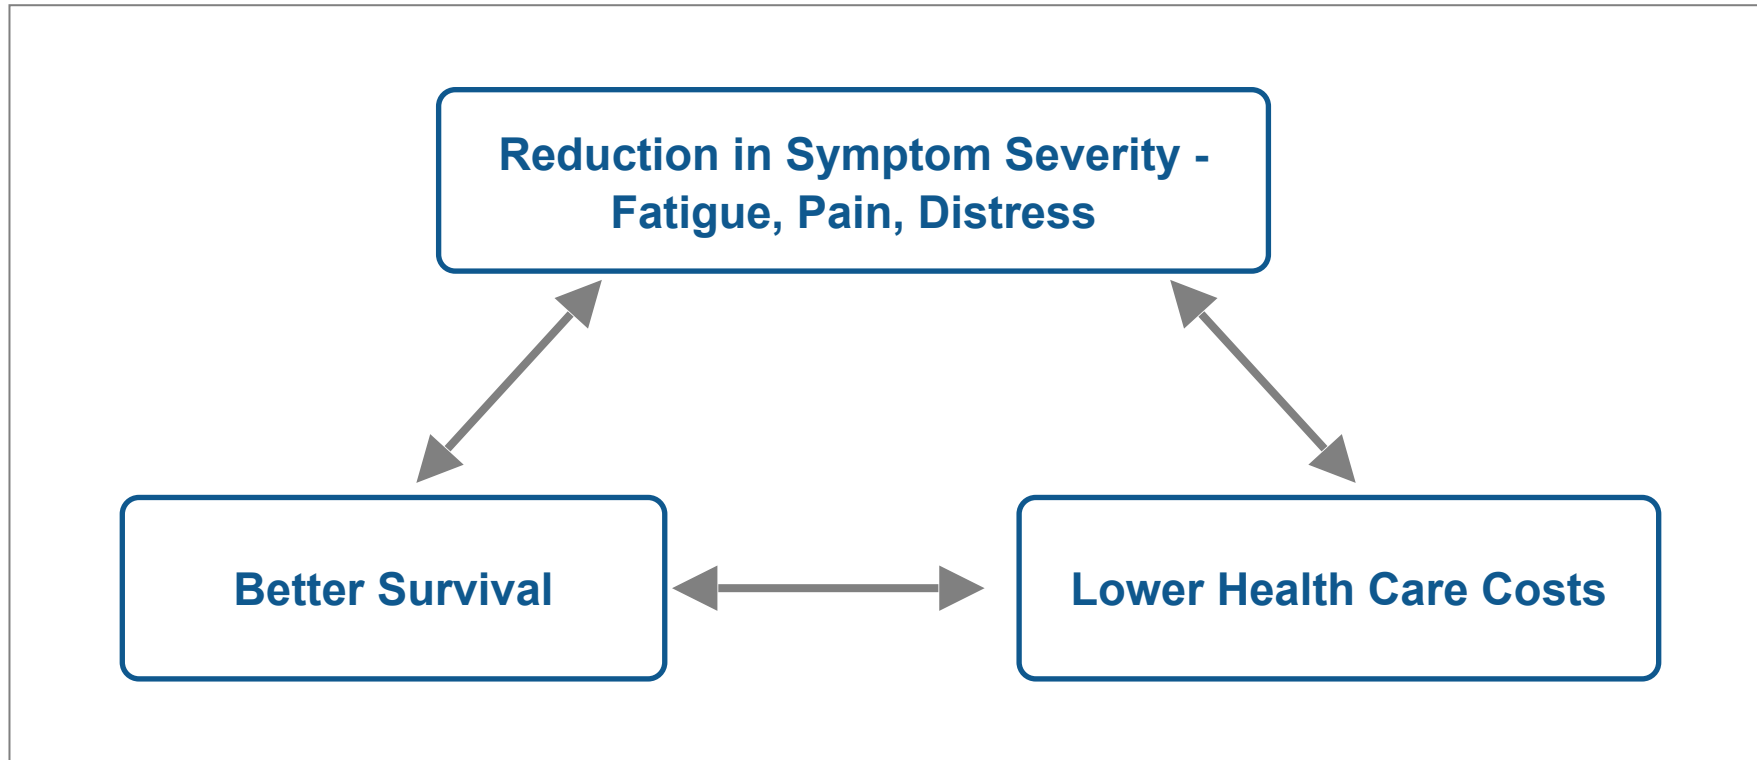 Reduction in Symptom Severity -
Fatigue, Pain, Distress
Better Survival
Lower Health Care Costs